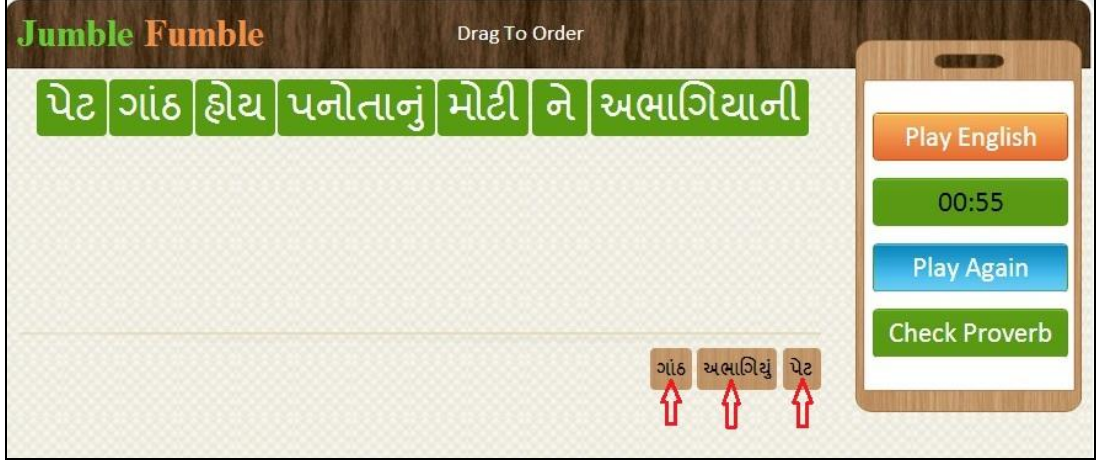 Jumble Fumble
Drag To Order
પેટ ગાંઠ હોય પનોતાનું મોટી ને અભાગિયાની
Play English
00:55
Play Again
Check Proverb
ગાંઠ અભાગિયું પેટ